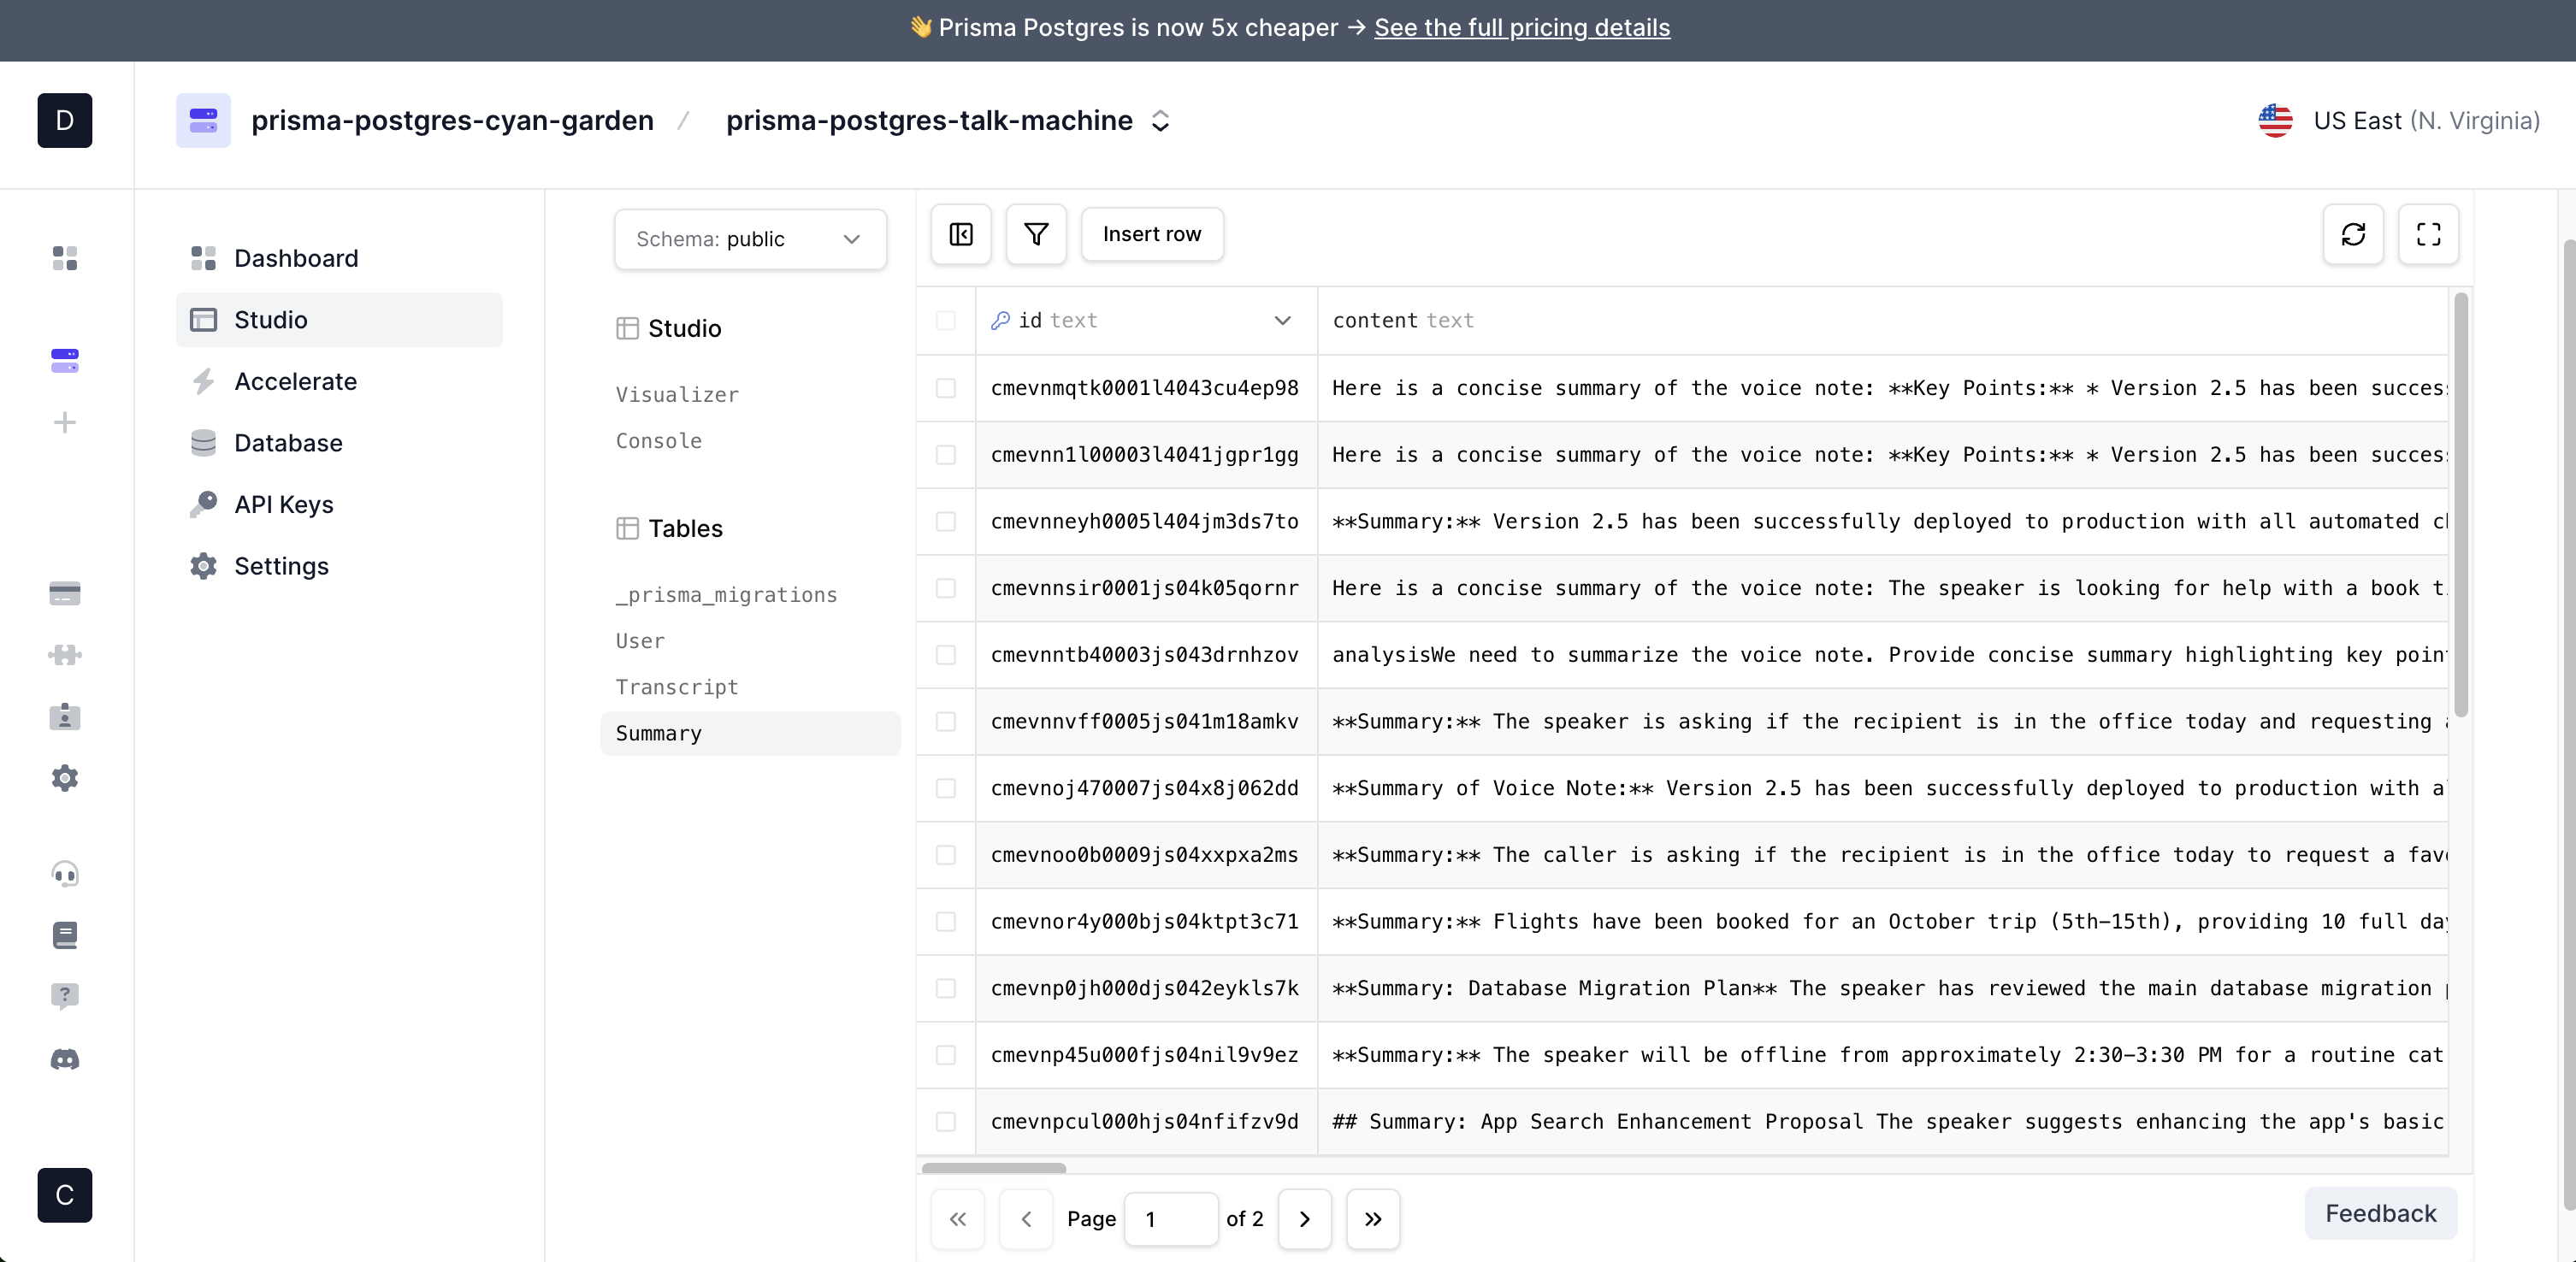 👋 Prisma Postgres is now 5x cheaper → See the full pricing details
D
prisma-postgres-cyan-garden / prisma-postgres-talk-machine
US East (N. Virginia)
Dashboard
Studio
Accelerate
Database
API Keys
Settings
C
Schema: public
Studio
Visualizer
Console
Tables
_prisma_migrations
User
Transcript
Summary
Insert row
id text content text
cmevnmqtk0001l4043cu4ep98 Here is a concise summary of the voice note: **Key Points:** * Version 2.5 has been success
cmevnn1l00003l4041jgpr1gg Here is a concise summary of the voice note: **Key Points:** * Version 2.5 has been success
cmevnneyh0005l404jm3ds7to **Summary:** Version 2.5 has been successfully deployed to production with all automated ch
cmevnnsir0001js04k05qornr Here is a concise summary of the voice note: The speaker is looking for help with a book t
cmevnntb40003js043drnhzov analysisWe need to summarize the voice note. Provide concise summary highlighting key point
cmevnnvff0005js041m18amkv **Summary:** The speaker is asking if the recipient is in the office today and requesting a
cmevnoj470007js04x8j062dd **Summary of Voice Note:** Version 2.5 has been successfully deployed to production with al
cmevnoo0b0009js04xxpxa2ms **Summary:** The caller is asking if the recipient is in the office today to request a favo
cmevnor4y000bjs04ktpt3c71 **Summary:** Flights have been booked for an October trip (5th–15th), providing 10 full day
cmevnp0jh000djs042eykls7k **Summary: Database Migration Plan** The speaker has reviewed the main database migration p
cmevnp45u000fjs04nil9v9ez **Summary:** The speaker will be offline from approximately 2:30–3:30 PM for a routine cat
cmevnpcul000hjs04nfifzv9d ## Summary: App Search Enhancement Proposal The speaker suggests enhancing the app's basic
Page 1 of 2
Feedback